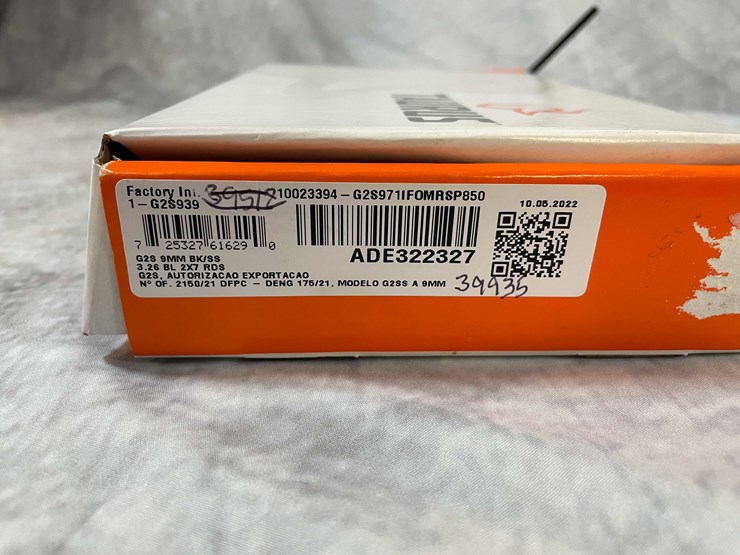 TAURUS
Factory Int. 39512 10023394-G2S971IFOMRSP850
1-G2S939
10.05.2022
7 25327 61629 0
ADE322327
G2S 9MM BK/SS
3.26 BL 2X7 RDS
G2S, AUTORIZACAO EXPORTACAO
Nº OF. 2150/21 DFPC - DENG 175/21, MODELO G2SS A 9MM
39935